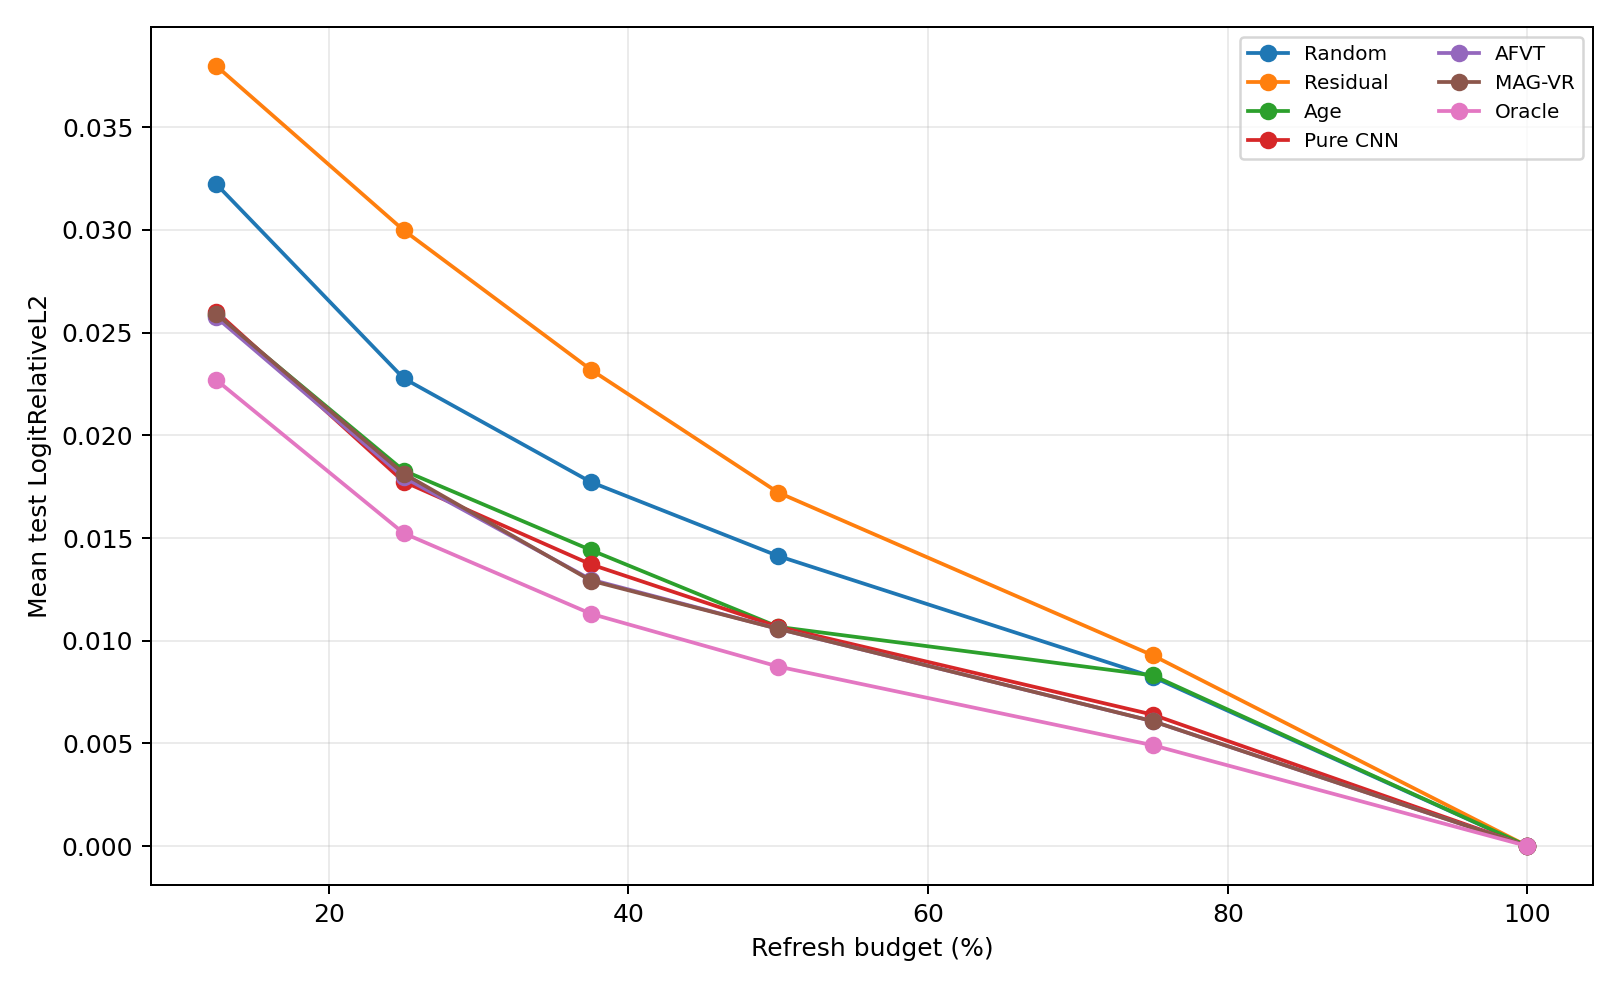 Random
Residual
Age
Pure CNN
AFVT
MAG-VR
Oracle
Mean test LogitRelativeL2
0.035
0.030
0.025
0.020
0.015
0.010
0.005
0.000
20 40 60 80 100
Refresh budget (%)